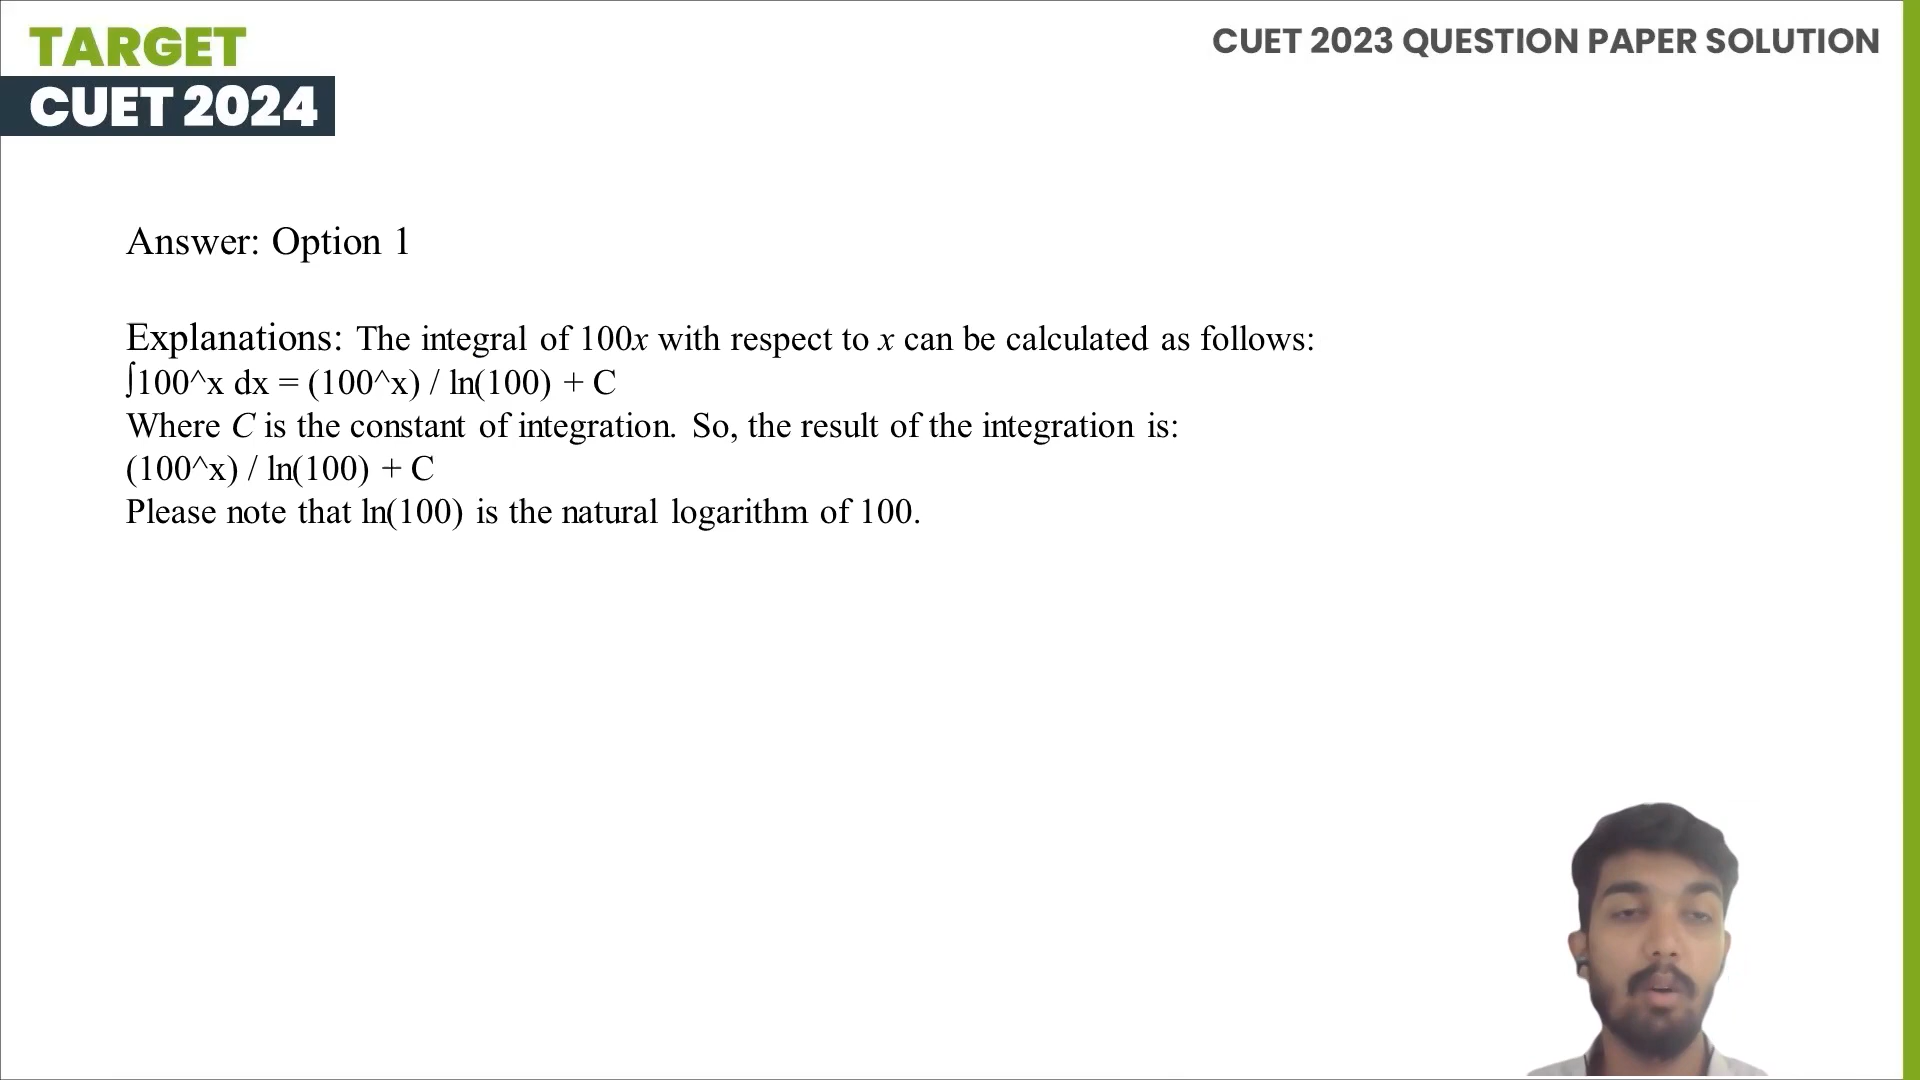 TARGET
CUET 2024
CUET 2023 QUESTION PAPER SOLUTION
Answer: Option 1
Explanations: The integral of 100x with respect to x can be calculated as follows:
∫100^x dx = (100^x) / ln(100) + C
Where C is the constant of integration. So, the result of the integration is:
(100^x) / ln(100) + C
Please note that ln(100) is the natural logarithm of 100.